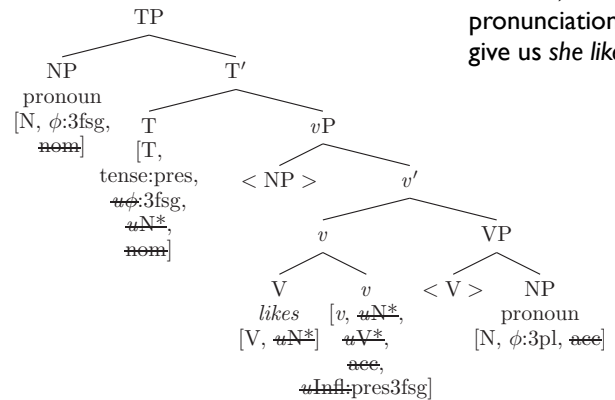 pronunciation
give us she like
TP
NP
pronoun
[N, ϕ:3fsg,
nom]
T′
T
[T,
tense:pres,
uϕ:3fsg,
uN*,
nom]
vP
< NP >
v′
v
V
likes
[V, uN*]
v
[v, uN*,
uV*,
acc,
uInfl:pres3fsg]
VP
< V >
NP
pronoun
[N, ϕ:3pl, acc]